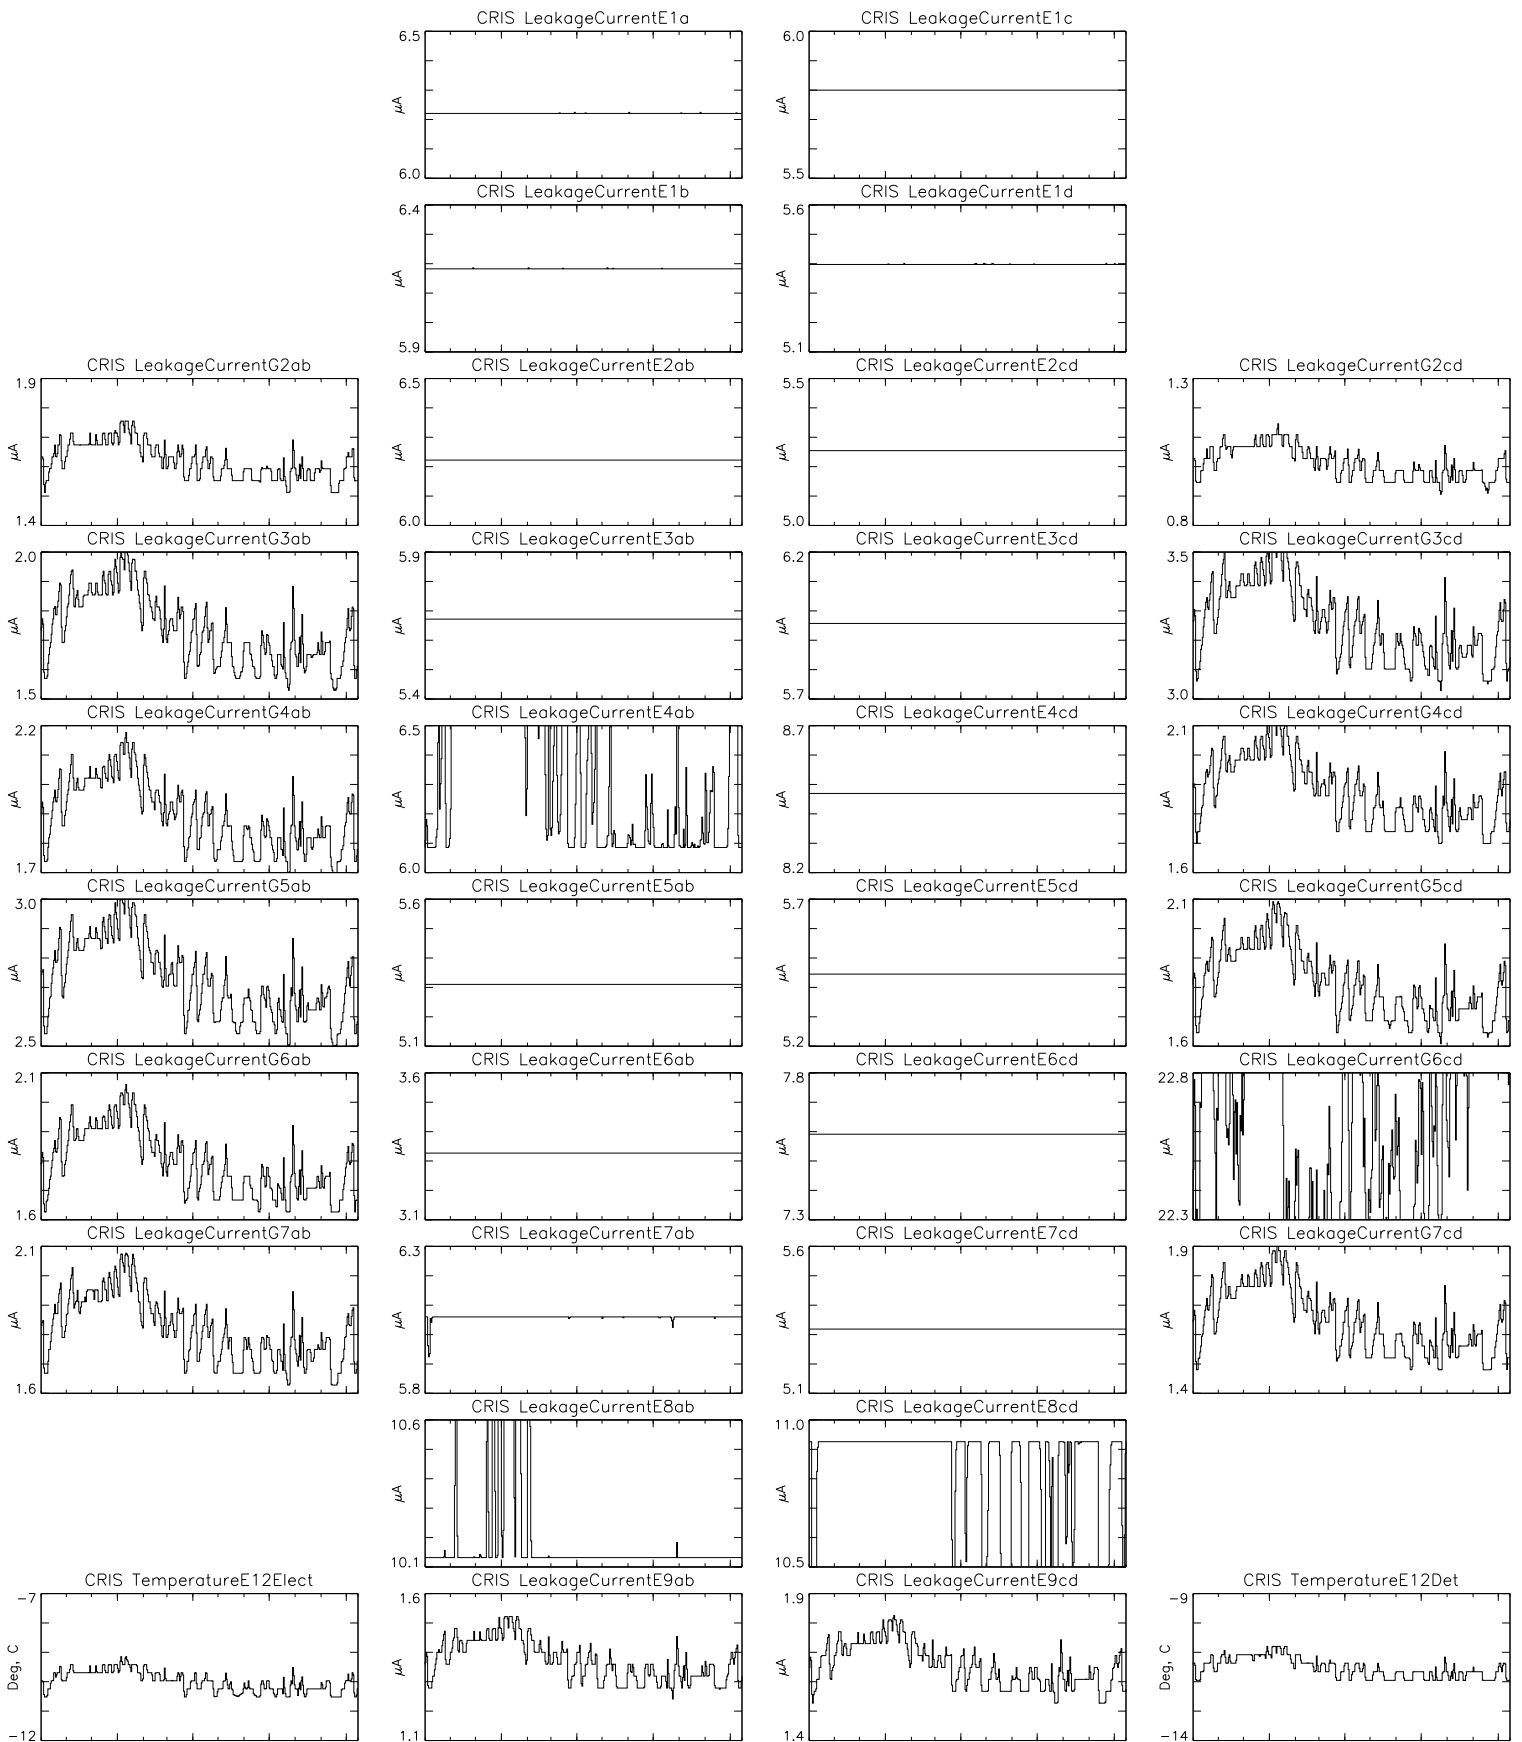 CRIS LeakageCurrentE1a CRIS LeakageCurrentE1c
6.5 6.0
μA μA
6.0 5.5
CRIS LeakageCurrentE1b CRIS LeakageCurrentE1d
6.4 5.6
μA μA
5.9 5.1
CRIS LeakageCurrentG2ab CRIS LeakageCurrentE2ab CRIS LeakageCurrentE2cd CRIS LeakageCurrentG2cd
1.9 6.5 5.5 1.3
μA μA μA μA
1.4 6.0 5.0 0.8
CRIS LeakageCurrentG3ab CRIS LeakageCurrentE3ab CRIS LeakageCurrentE3cd CRIS LeakageCurrentG3cd
2.0 5.9 6.2 3.5
μA μA μA μA
1.5 5.4 5.7 3.0
CRIS LeakageCurrentG4ab CRIS LeakageCurrentE4ab CRIS LeakageCurrentE4cd CRIS LeakageCurrentG4cd
2.2 6.5 8.7 2.1
μA μA μA μA
1.7 6.0 8.2 1.6
CRIS LeakageCurrentG5ab CRIS LeakageCurrentE5ab CRIS LeakageCurrentE5cd CRIS LeakageCurrentG5cd
3.0 5.6 5.7 2.1
μA μA μA μA
2.5 5.1 5.2 1.6
CRIS LeakageCurrentG6ab CRIS LeakageCurrentE6ab CRIS LeakageCurrentE6cd CRIS LeakageCurrentG6cd
2.1 3.6 7.8 22.8
μA μA μA μA
1.6 3.1 7.3 22.3
CRIS LeakageCurrentG7ab CRIS LeakageCurrentE7ab CRIS LeakageCurrentE7cd CRIS LeakageCurrentG7cd
2.1 6.3 5.6 1.9
μA μA μA μA
1.6 5.8 5.1 1.4
CRIS LeakageCurrentE8ab CRIS LeakageCurrentE8cd
10.6 11.0
μA μA
10.1 10.5
CRIS TemperatureE12Elect CRIS LeakageCurrentE9ab CRIS LeakageCurrentE9cd CRIS TemperatureE12Det
-7 1.6 1.9 -9
Deg, C μA μA Deg, C
-12 1.1 1.4 -14